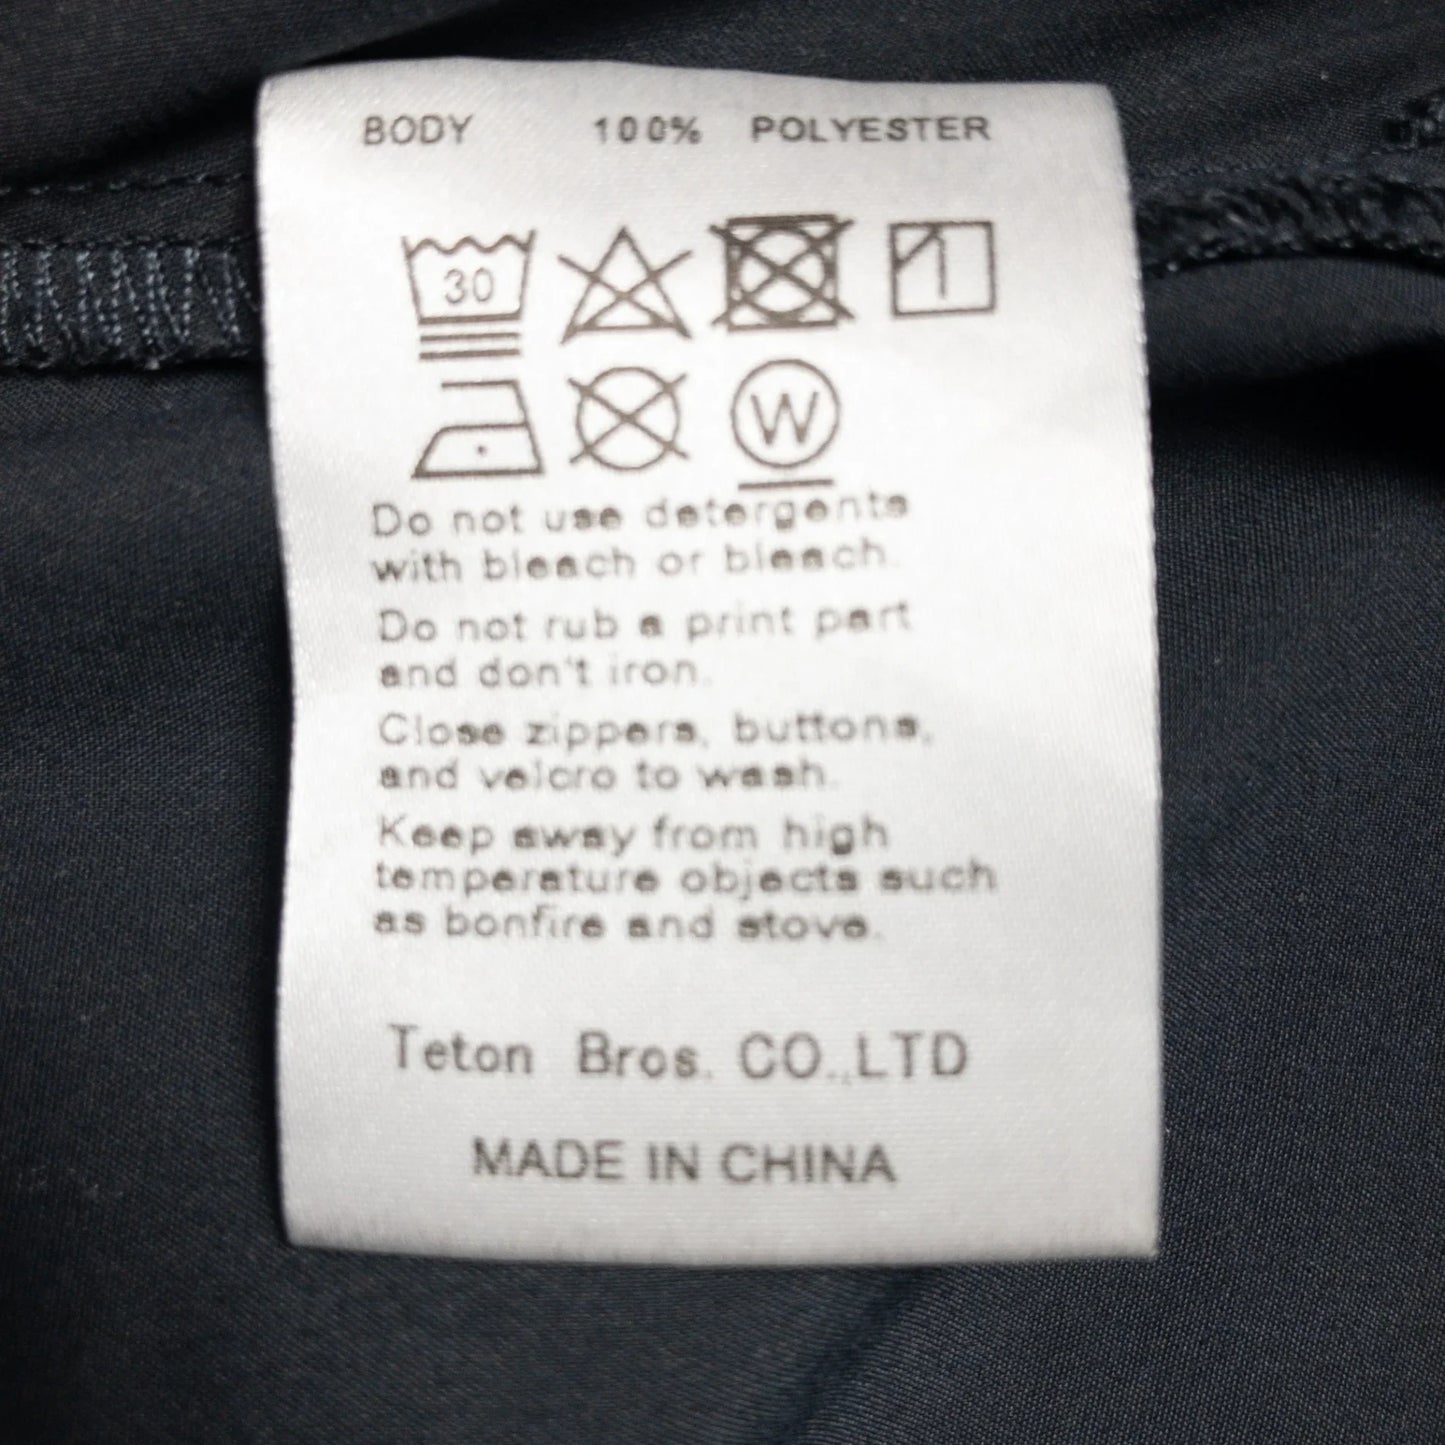 BODY 100% POLYESTER
30
W
Do not use detergents
with bleach or bleach.
Do not rub a print part
and don't iron.
Close zippers, buttons,
and velcro to wash.
Keep away from high
temperature objects such
as bonfire and stove.
Teton Bros. CO.,LTD
MADE IN CHINA